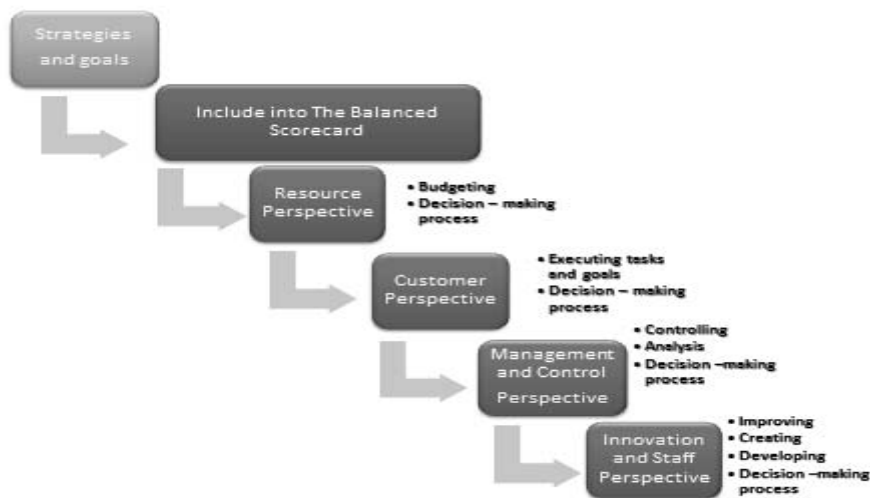 Strategies
and goals
Include into The Balanced
Scorecard
Resource
Perspective
• Budgeting
• Decision – making
process
Customer
Perspective
• Executing tasks
and goals
• Decision – making
process
Management
and Control
Perspective
• Controlling
• Analysis
• Decision –making
process
Innovation
and Staff
Perspective
• Improving
• Creating
• Developing
• Decision –making
process